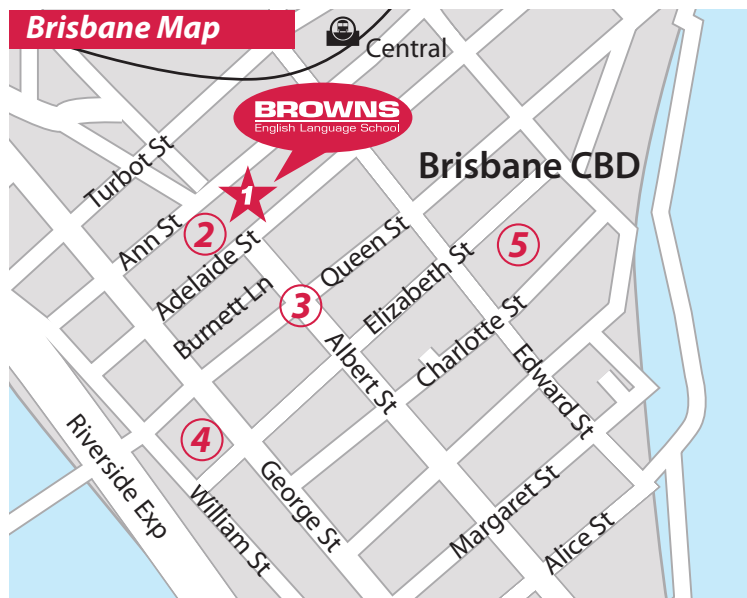 Brisbane Map
Central
BROWNS
English Language School
Turbot St
Brisbane CBD
1
Ann St
2
Adelaide St
Queen St
5
Burnett Ln
Elizabeth St
3
Charlotte St
Albert St
Edward St
4
Riverside Exp
George St
William St
Margaret St
Alice St